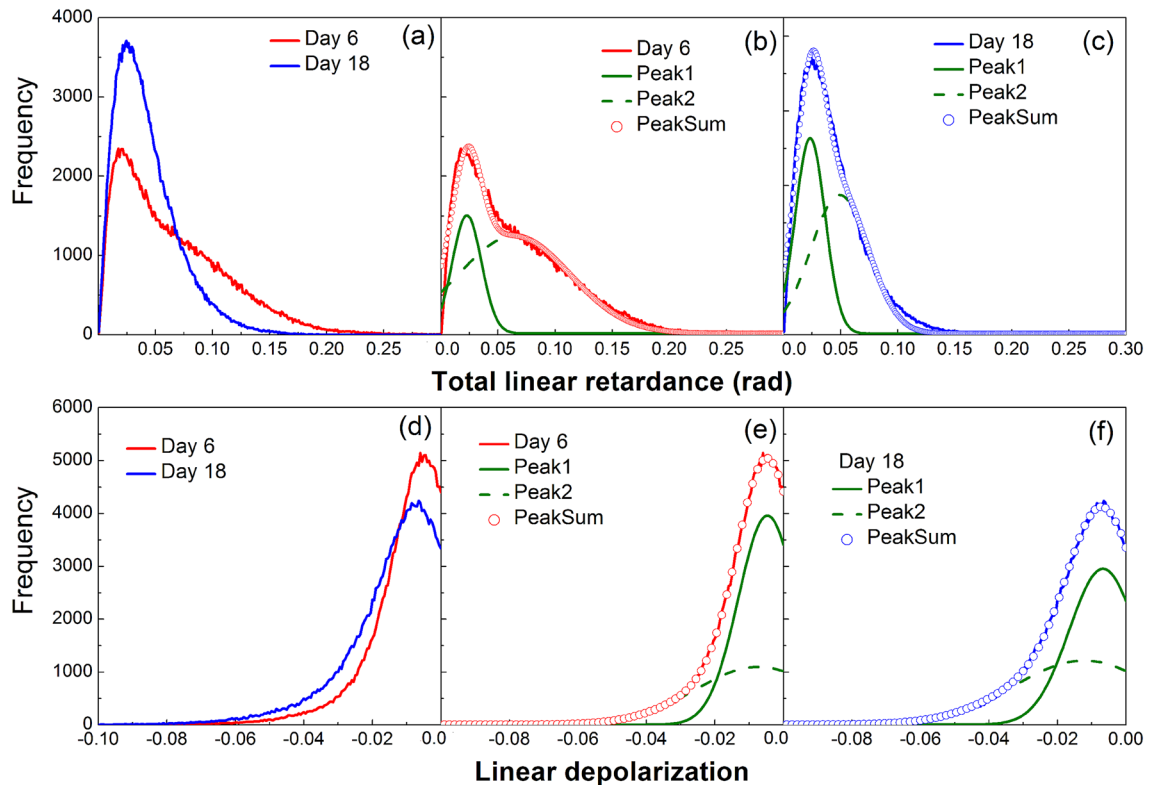 4000
3000
2000
1000
0
Frequency
(a)
Day 6
Day 18
0.05 0.10 0.15 0.20 0.25
(b)
Day 6
Peak1
Peak2
PeakSum
0.0 0.05 0.10 0.15 0.20 0.25
(c)
Day 18
Peak1
Peak2
PeakSum
0.0 0.05 0.10 0.15 0.20 0.25 0.30
Total linear retardance (rad)
6000
5000
4000
3000
2000
1000
0
Frequency
(d)
Day 6
Day 18
-0.10 -0.08 -0.06 -0.04 -0.02 0.0
(e)
Day 6
Peak1
Peak2
PeakSum
-0.08 -0.06 -0.04 -0.02 0.0
(f)
Day 18
Peak1
Peak2
PeakSum
-0.08 -0.06 -0.04 -0.02 0.0
Linear depolarization